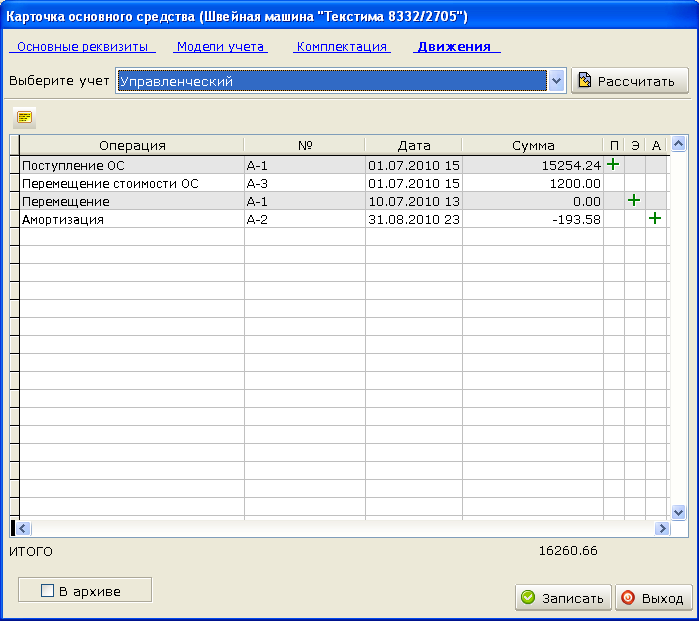 Карточка основного средства (Швейная машина "Текстима 8332/2705")
Основные реквизиты Модели учета Комплектация Движения
Выберите учет Управленческий Рассчитать
Операция № Дата Сумма П Э А
Поступление ОС А-1 01.07.2010 15 15254.24
Перемещение стоимости ОС А-3 01.07.2010 15 1200.00
Перемещение А-1 10.07.2010 13 0.00
Амортизация А-2 31.08.2010 23 -193.58
ИТОГО 16260.66
В архиве
Записать Выход